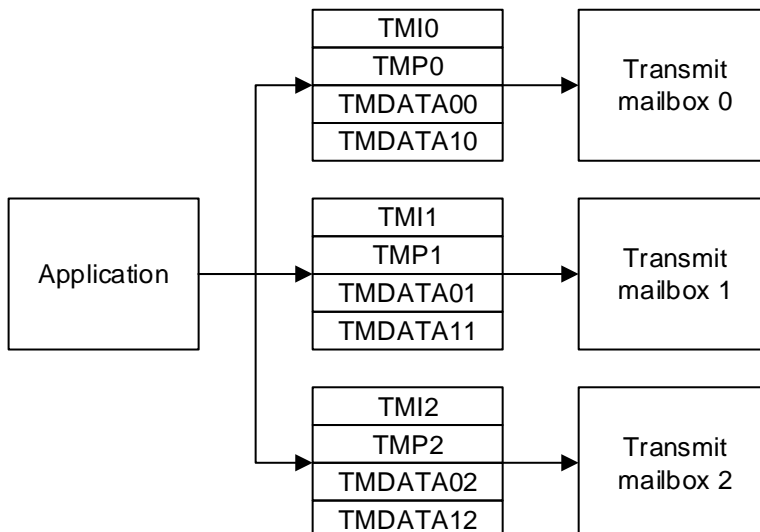 TMI0
TMP0
TMDATA00
TMDATA10
Transmit
mailbox 0
Application
TMI1
TMP1
TMDATA01
TMDATA11
Transmit
mailbox 1
TMI2
TMP2
TMDATA02
TMDATA12
Transmit
mailbox 2